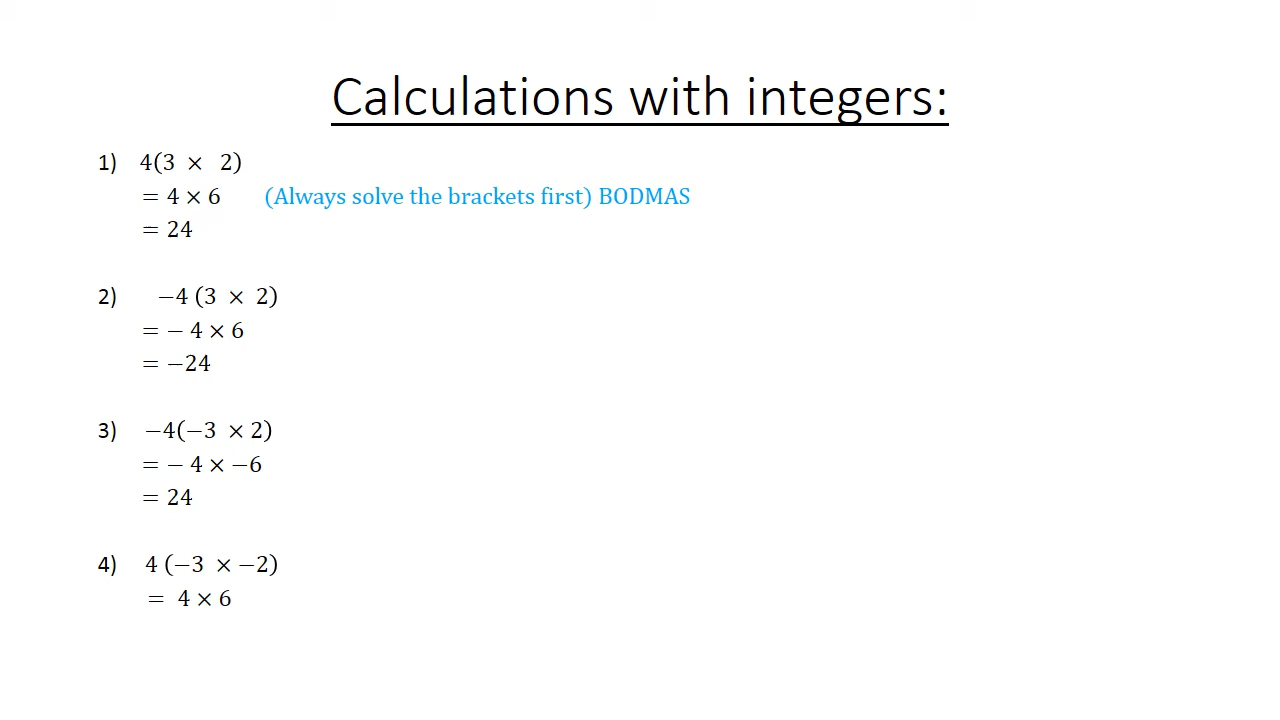 Calculations with integers:
1) 4(3 × 2)
= 4 × 6 (Always solve the brackets first) BODMAS
= 24
2) −4 (3 × 2)
= − 4 × 6
= −24
3) −4(−3 × 2)
= − 4 × −6
= 24
4) 4 (−3 × −2)
= 4 × 6